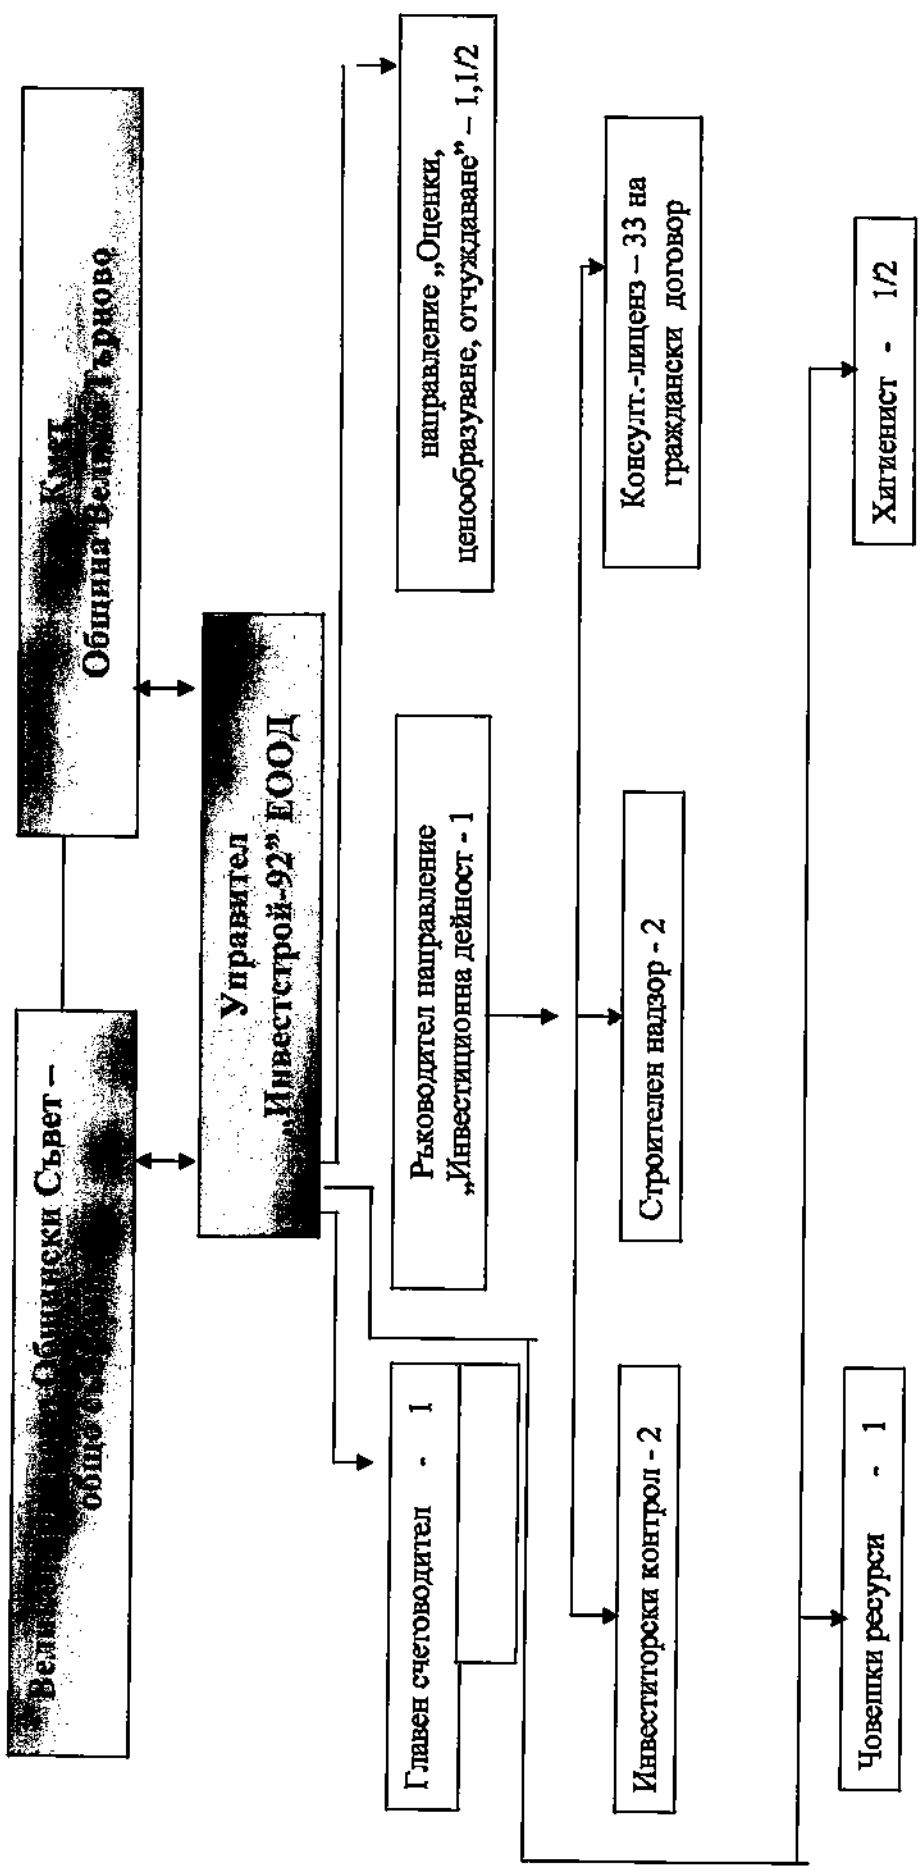 Общински Съвет –
общо
Кмет
Община Велико Търново
Управител
„Инвестстрой-92” ЕООД
Главен счетоводител - 1
Ръководител направление
„Инвестиционна дейност - 1
направление „Оценки,
ценообразуване, отчуждаване” – 1,1/2
Инвеститорски контрол - 2
Строителен надзор - 2
Консулт.-лиценз – 33 на
граждански договор
Човешки ресурси - 1
Хигиенист - 1/2